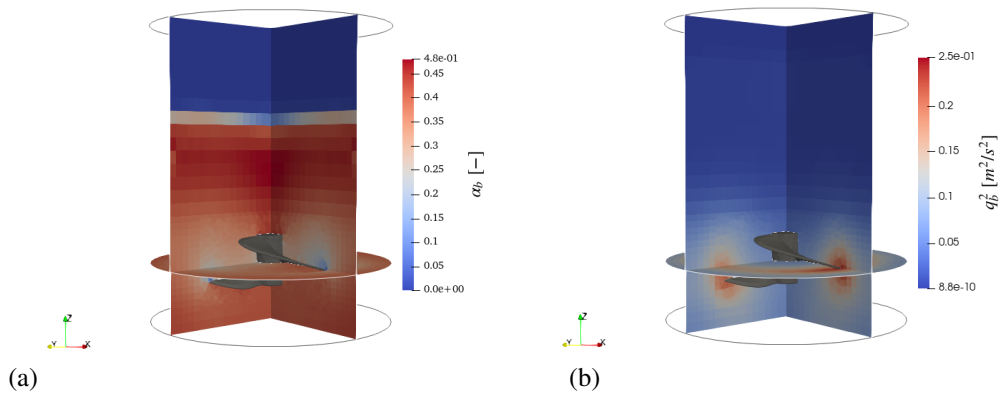 4.8e-01
0.45
0.4
0.35
0.3
0.25
0.2
0.15
0.1
0.05
0.0e+00
α_b [−]
Z
Y X
(a)
2.5e-01
0.2
0.15
0.1
0.05
8.8e-10
q_b^2 [m^2/s^2]
Z
Y X
(b)